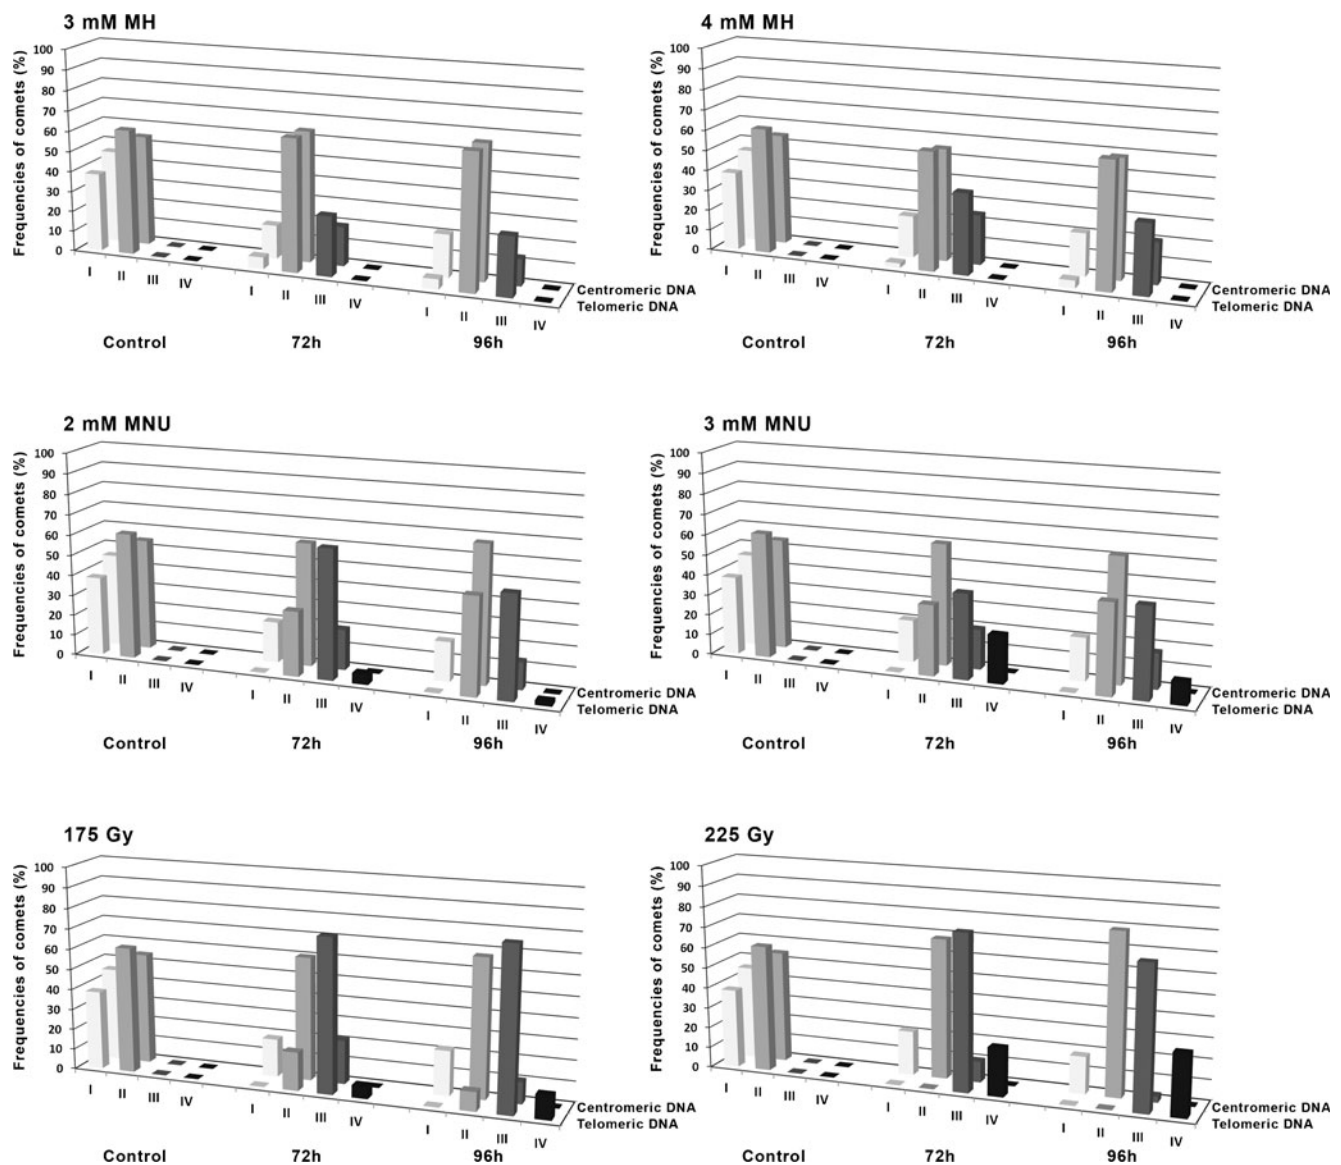 3 mM MH
Frequencies of comets (%)
100
90
80
70
60
50
40
30
20
10
0
I II III IV I II III IV I II III IV
Centromeric DNA
Telomeric DNA
Control 72h 96h
4 mM MH
Frequencies of comets (%)
100
90
80
70
60
50
40
30
20
10
0
I II III IV I II III IV I II III IV
Centromeric DNA
Telomeric DNA
Control 72h 96h
2 mM MNU
Frequencies of comets (%)
100
90
80
70
60
50
40
30
20
10
0
I II III IV I II III IV I II III IV
Centromeric DNA
Telomeric DNA
Control 72h 96h
3 mM MNU
Frequencies of comets (%)
100
90
80
70
60
50
40
30
20
10
0
I II III IV I II III IV I II III IV
Centromeric DNA
Telomeric DNA
Control 72h 96h
175 Gy
Frequencies of comets (%)
100
90
80
70
60
50
40
30
20
10
0
I II III IV I II III IV I II III IV
Centromeric DNA
Telomeric DNA
Control 72h 96h
225 Gy
Frequencies of comets (%)
100
90
80
70
60
50
40
30
20
10
0
I II III IV I II III IV I II III IV
Centromeric DNA
Telomeric DNA
Control 72h 96h